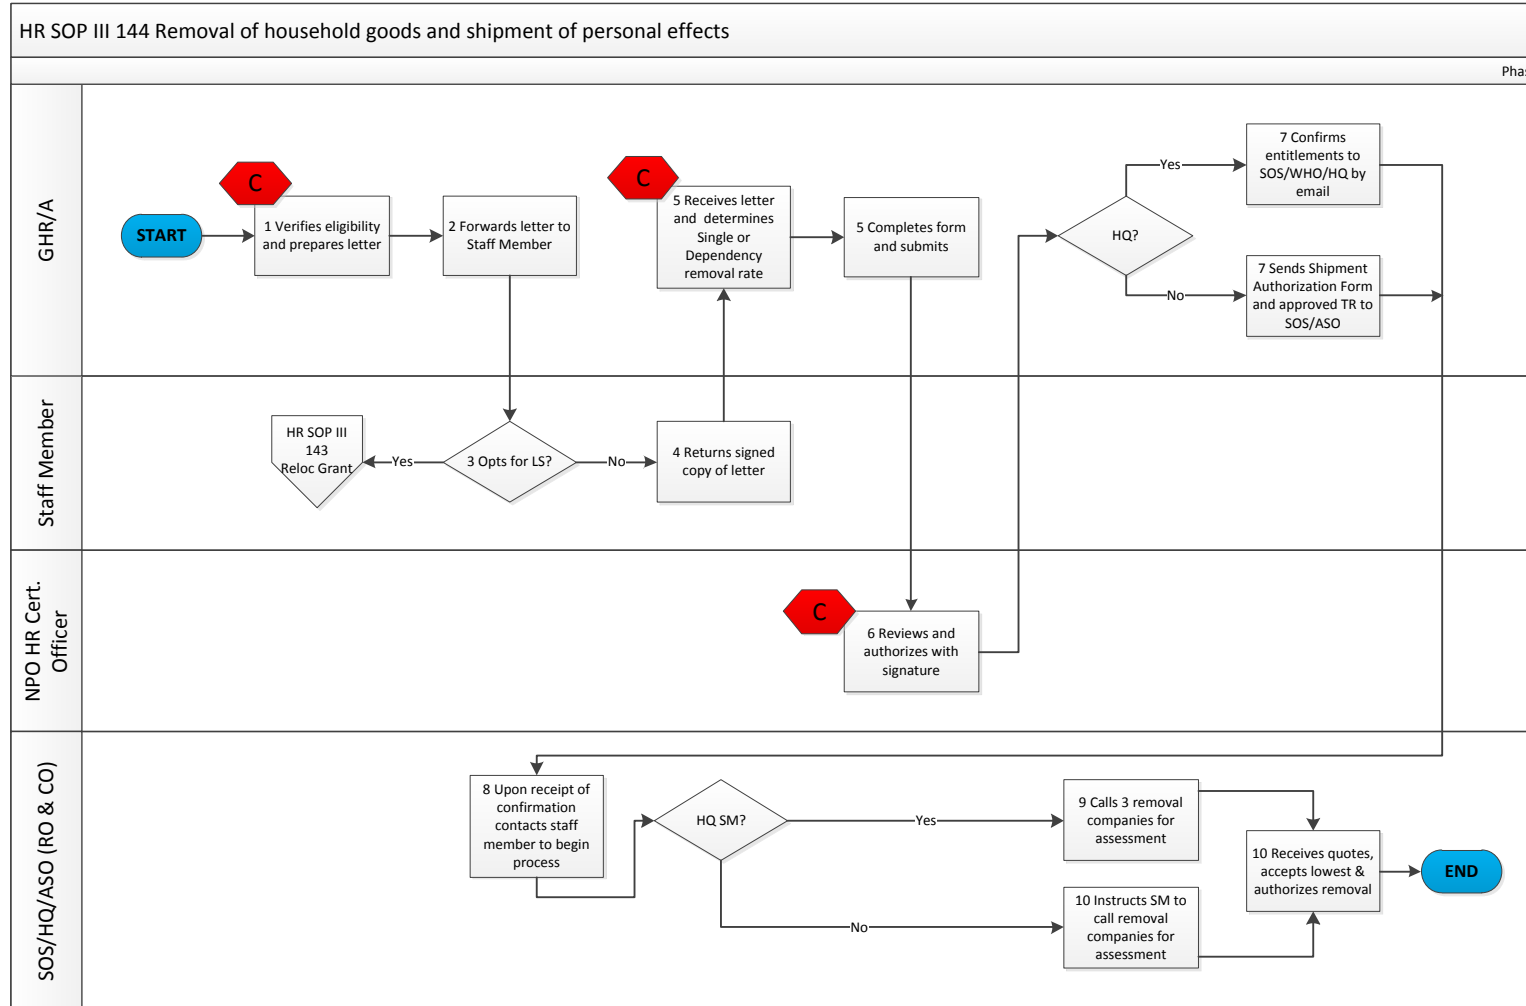 HR SOP III 144 Removal of household goods and shipment of personal effects
Phas
GHR/A
START
C
1 Verifies eligibility
and prepares letter
2 Forwards letter to
Staff Member
C
5 Receives letter
and determines
Single or
Dependency
removal rate
5 Completes form
and submits
HQ?
Yes
7 Confirms
entitlements to
SOS/WHO/HQ by
email
No
7 Sends Shipment
Authorization Form
and approved TR to
SOS/ASO
Staff Member
HR SOP III
143
Reloc Grant
Yes
3 Opts for LS?
No
4 Returns signed
copy of letter
NPO HR Cert.
Officer
C
6 Reviews and
authorizes with
signature
SOS/HQ/ASO (RO & CO)
8 Upon receipt of
confirmation
contacts staff
member to begin
process
HQ SM?
Yes
9 Calls 3 removal
companies for
assessment
No
10 Instructs SM to
call removal
companies for
assessment
10 Receives quotes,
accepts lowest &
authorizes removal
END